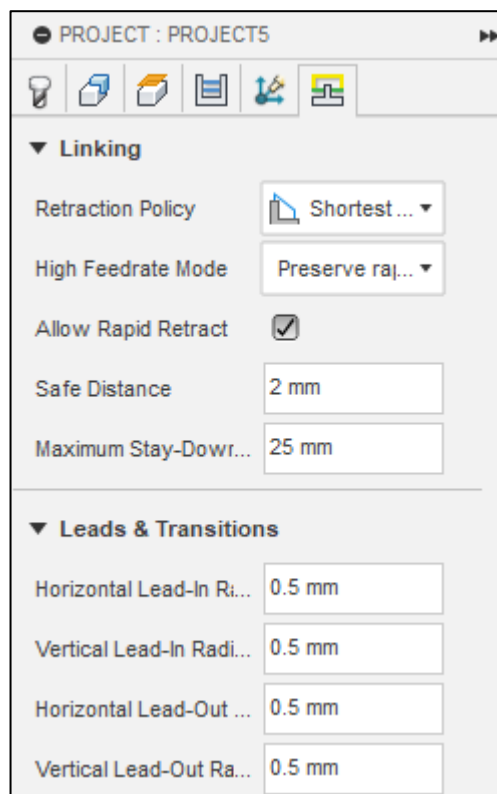 PROJECT : PROJECT5
Linking
Retraction Policy Shortest ...
High Feedrate Mode Preserve rap...
Allow Rapid Retract
Safe Distance 2 mm
Maximum Stay-Dowr... 25 mm
Leads & Transitions
Horizontal Lead-In Ra... 0.5 mm
Vertical Lead-In Radi... 0.5 mm
Horizontal Lead-Out ... 0.5 mm
Vertical Lead-Out Ra... 0.5 mm